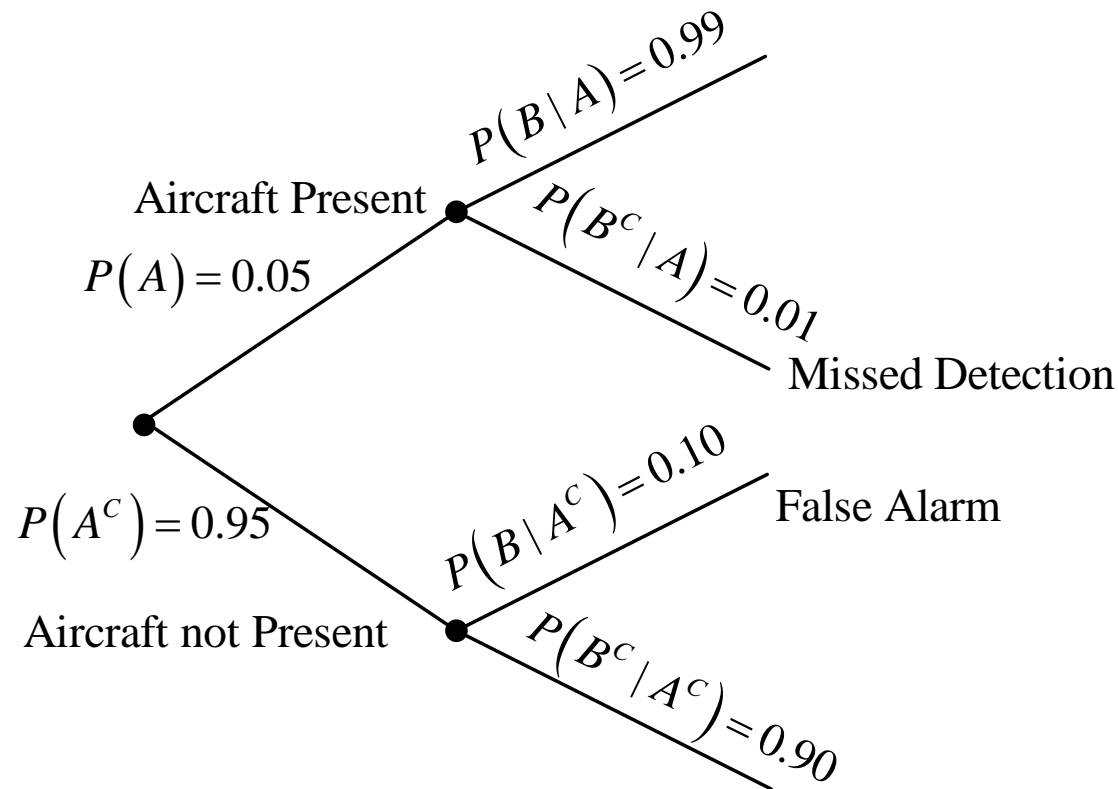 P(B | A) = 0.99
Aircraft Present
P(B^C | A) = 0.01
P(A) = 0.05
Missed Detection
P(B | A^C) = 0.10
False Alarm
P(A^C) = 0.95
Aircraft not Present
P(B^C | A^C) = 0.90